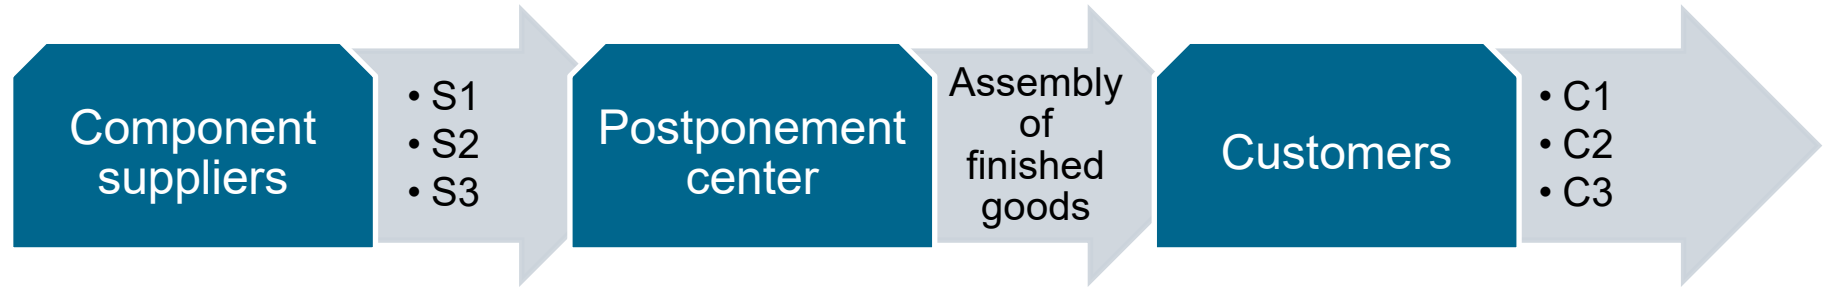 Component
suppliers
• S1
• S2
• S3
Postponement
center
Assembly
of
finished
goods
Customers
• C1
• C2
• C3